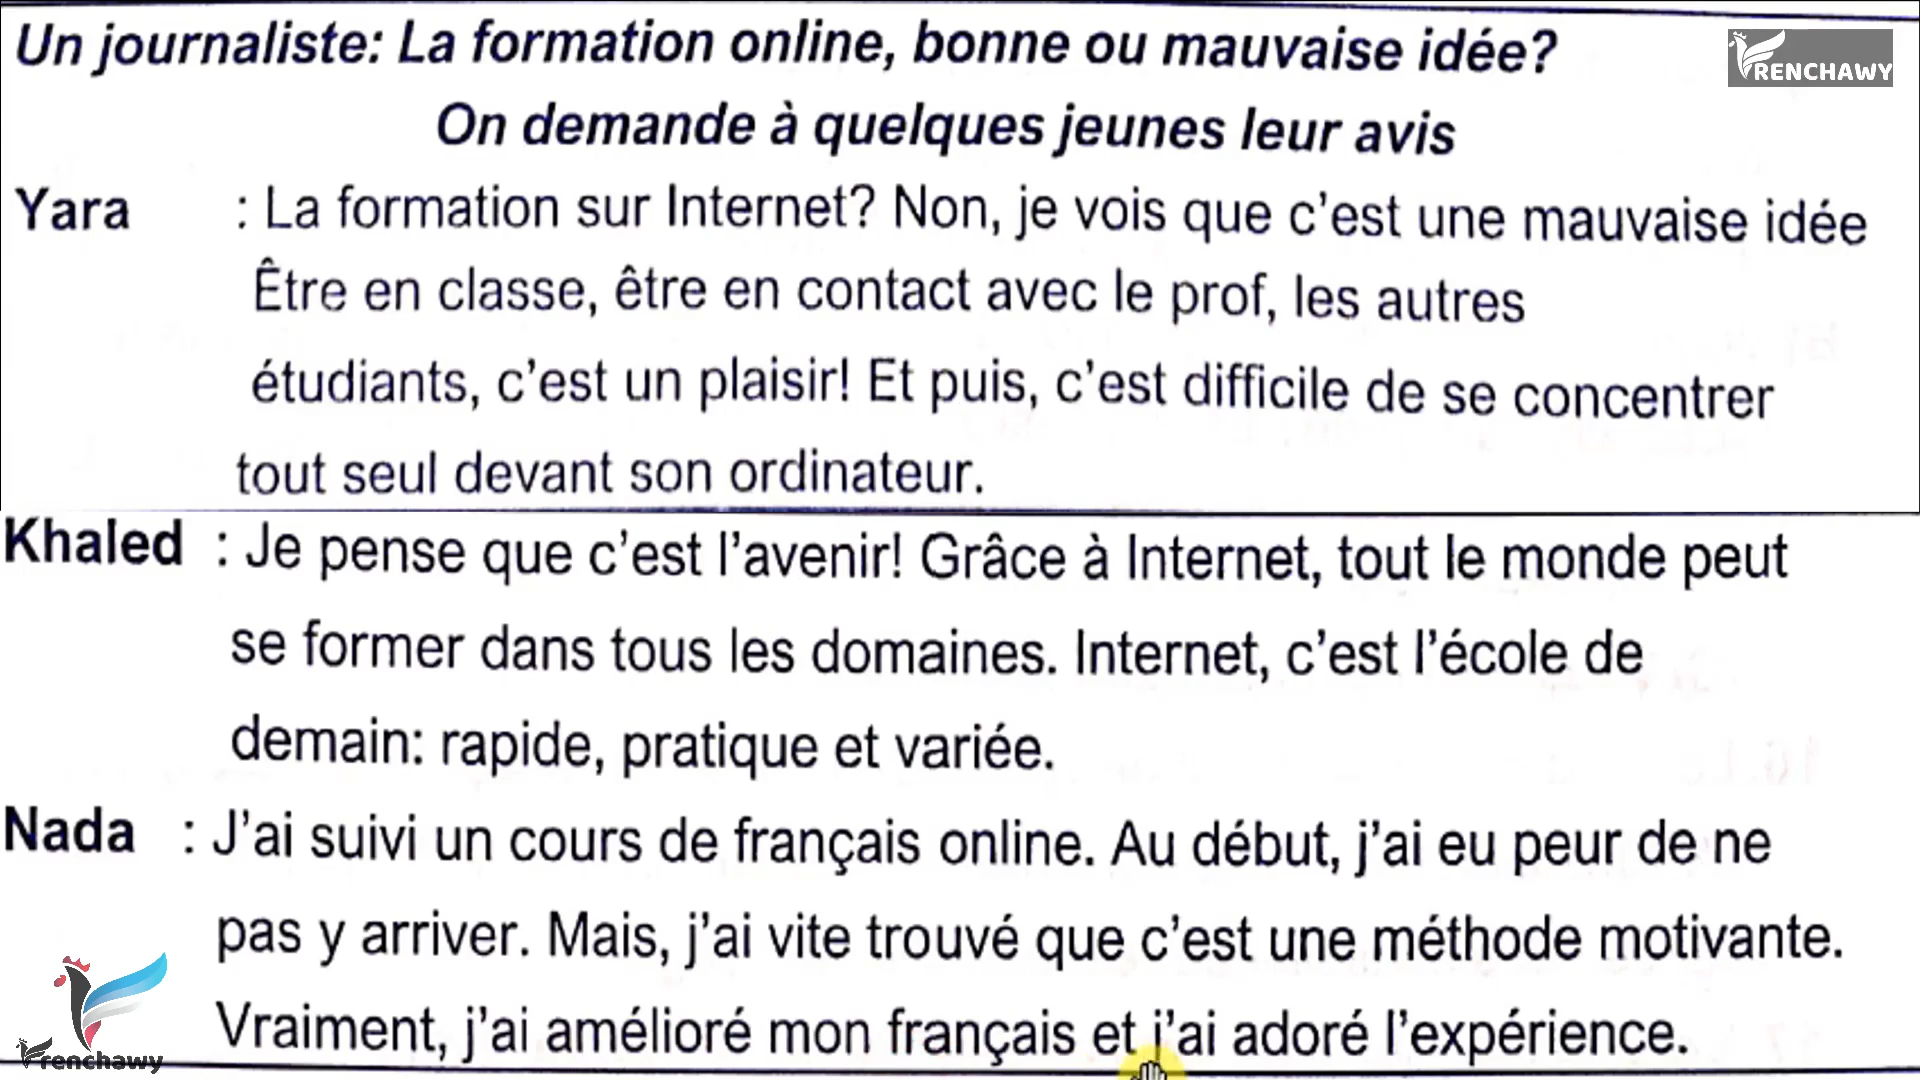 Un journaliste: La formation online, bonne ou mauvaise idée?
RENCHAWY
On demande à quelques jeunes leur avis
Yara : La formation sur Internet? Non, je vois que c'est une mauvaise idée
Être en classe, être en contact avec le prof, les autres
étudiants, c'est un plaisir! Et puis, c'est difficile de se concentrer
tout seul devant son ordinateur.
Khaled : Je pense que c'est l'avenir! Grâce à Internet, tout le monde peut
se former dans tous les domaines. Internet, c'est l'école de
demain: rapide, pratique et variée.
Nada : J'ai suivi un cours de français online. Au début, j'ai eu peur de ne
pas y arriver. Mais, j'ai vite trouvé que c'est une méthode motivante.
Vraiment, j'ai amélioré mon français et j'ai adoré l'expérience.
Frenchawy